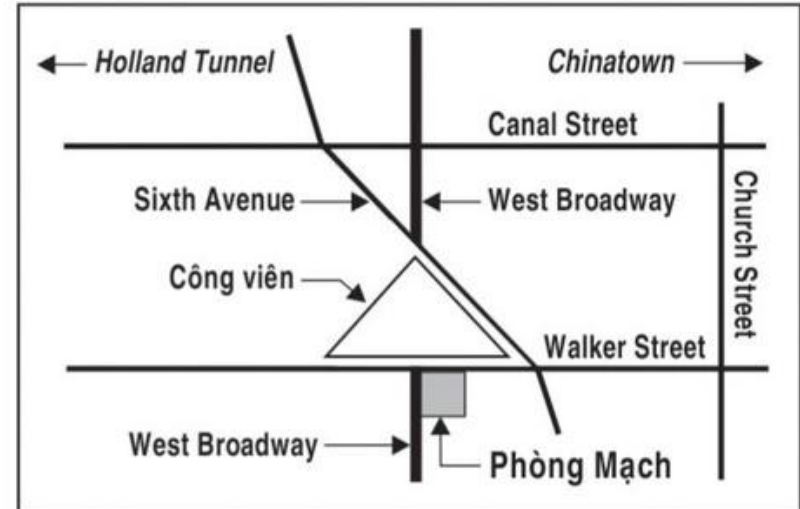 Holland Tunnel
Chinatown
Canal Street
Sixth Avenue
West Broadway
Church Street
Công viên
Walker Street
West Broadway
Phòng Mạch